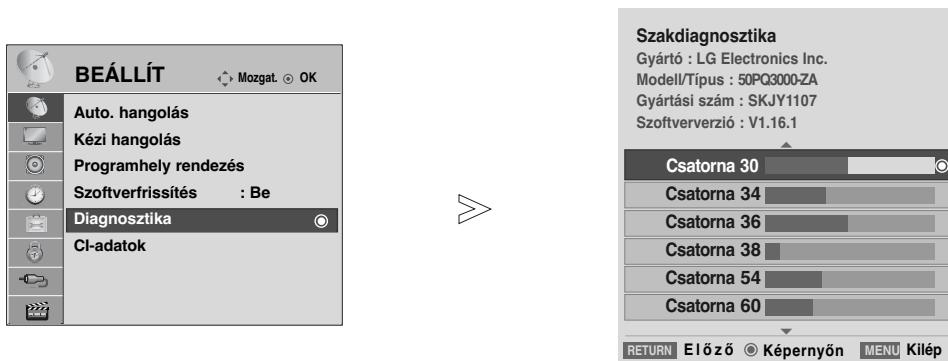 BEÁLLÍT
Mozgat. OK
Auto. hangolás
Kézi hangolás
Programhely rendezés
Szoftverfrissítés : Be
Diagnosztika
CI-adatok
Szakdiagnosztika
Gyártó : LG Electronics Inc.
Modell/Típus : 50PQ3000-ZA
Gyártási szám : SKJY1107
Szoftververzió : V1.16.1
Csatorna 30
Csatorna 34
Csatorna 36
Csatorna 38
Csatorna 54
Csatorna 60
RETURN Előző Képernyőn MENU Kilép